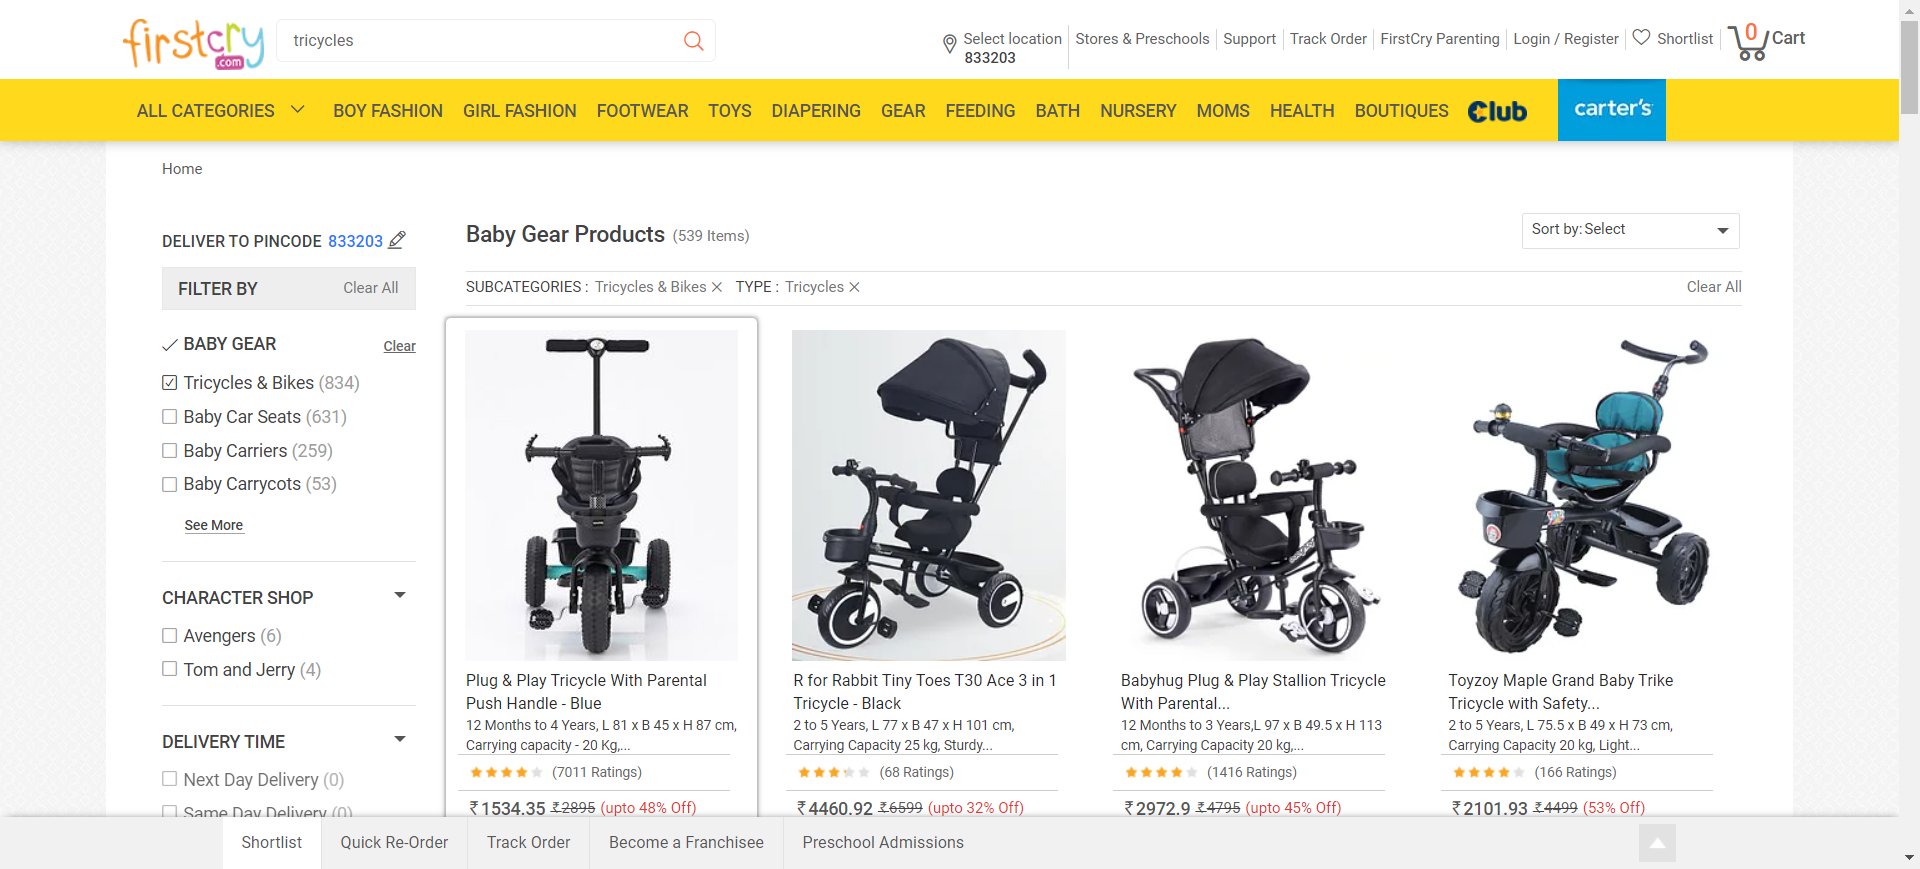 firstcry
.com
tricycles
Select location
833203
Stores & Preschools
Support
Track Order
FirstCry Parenting
Login / Register
Shortlist
0
Cart
ALL CATEGORIES
BOY FASHION
GIRL FASHION
FOOTWEAR
TOYS
DIAPERING
GEAR
FEEDING
BATH
NURSERY
MOMS
HEALTH
BOUTIQUES
Club
carter's
Home
DELIVER TO PINCODE 833203
FILTER BY
Clear All
BABY GEAR
Clear
Tricycles & Bikes (834)
Baby Car Seats (631)
Baby Carriers (259)
Baby Carrycots (53)
See More
CHARACTER SHOP
Avengers (6)
Tom and Jerry (4)
DELIVERY TIME
Next Day Delivery (0)
Same Day Delivery (0)
Baby Gear Products (539 Items)
Sort by: Select
SUBCATEGORIES : Tricycles & Bikes
TYPE : Tricycles
Clear All
Plug & Play Tricycle With Parental
Push Handle - Blue
12 Months to 4 Years, L 81 x B 45 x H 87 cm,
Carrying capacity - 20 Kg,...
(7011 Ratings)
₹1534.35 ₹2895 (upto 48% Off)
R for Rabbit Tiny Toes T30 Ace 3 in 1
Tricycle - Black
2 to 5 Years, L 77 x B 47 x H 101 cm,
Carrying Capacity 25 kg, Sturdy...
(68 Ratings)
₹4460.92 ₹6599 (upto 32% Off)
Babyhug Plug & Play Stallion Tricycle
With Parental...
12 Months to 3 Years,L 97 x B 49.5 x H 113
cm, Carrying Capacity 20 kg,...
(1416 Ratings)
₹2972.9 ₹4795 (upto 45% Off)
Toyzoy Maple Grand Baby Trike
Tricycle with Safety...
2 to 5 Years, L 75.5 x B 49 x H 73 cm,
Carrying Capacity 20 kg, Light...
(166 Ratings)
₹2101.93 ₹4499 (53% Off)
Shortlist
Quick Re-Order
Track Order
Become a Franchisee
Preschool Admissions